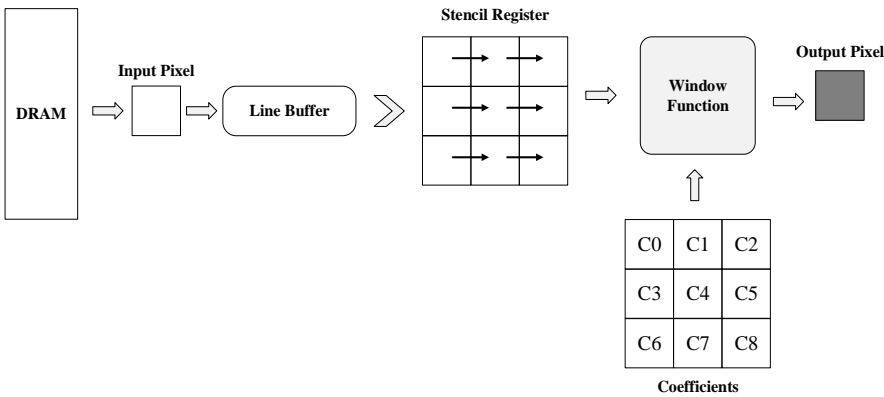 Stencil Register
Input Pixel
Output Pixel
DRAM
Line Buffer
Window
Function
C0 C1 C2
C3 C4 C5
C6 C7 C8
Coefficients